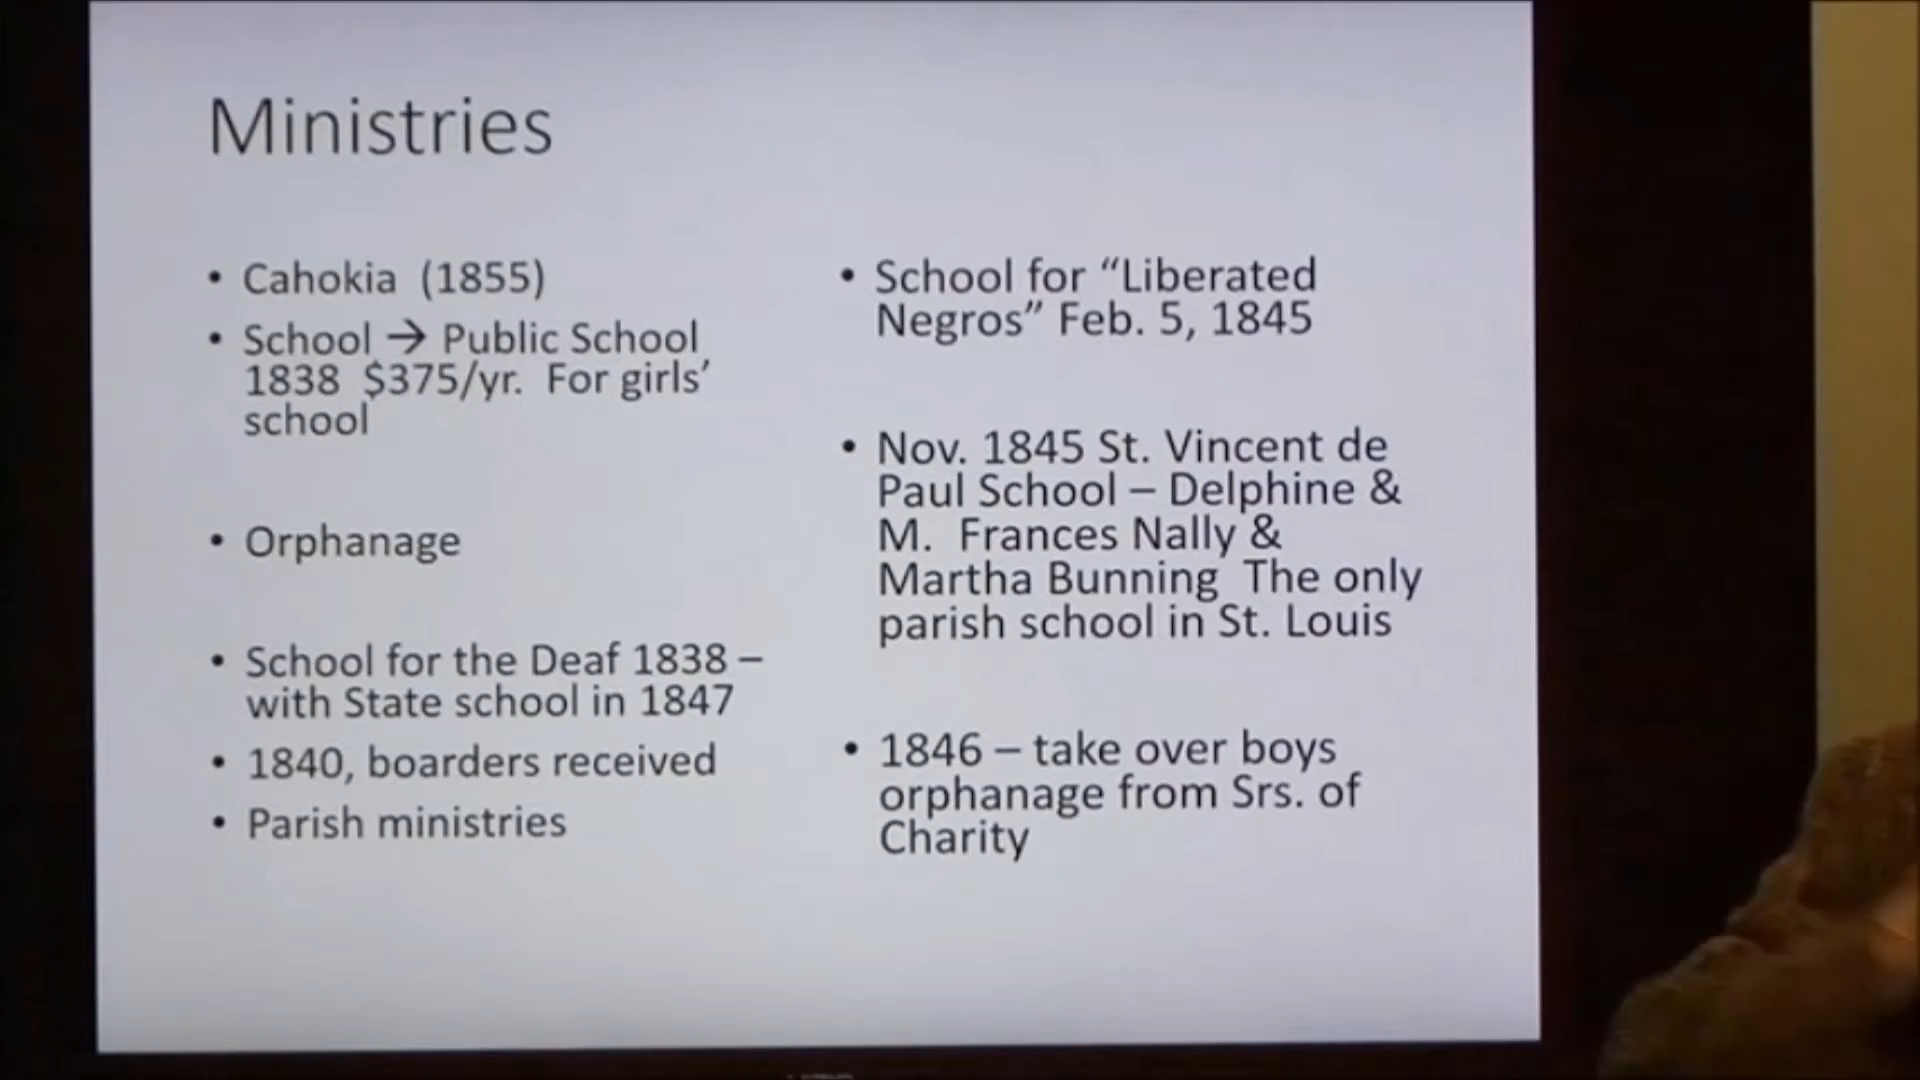 Ministries
• Cahokia (1855)
• School → Public School
1838 $375/yr. For girls’
school
• Orphanage
• School for the Deaf 1838 –
with State school in 1847
• 1840, boarders received
• Parish ministries
• School for “Liberated
Negros” Feb. 5, 1845
• Nov. 1845 St. Vincent de
Paul School – Delphine &
M. Frances Nally &
Martha Bunning The only
parish school in St. Louis
• 1846 – take over boys
orphanage from Srs. of
Charity